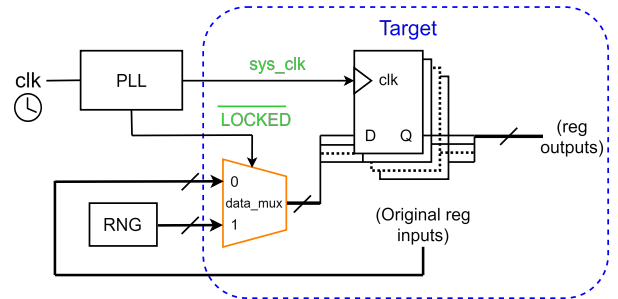 Target
clk
PLL
sys_clk
clk
LOCKED
D
Q
(reg
outputs)
0
data_mux
1
RNG
(Original reg
inputs)